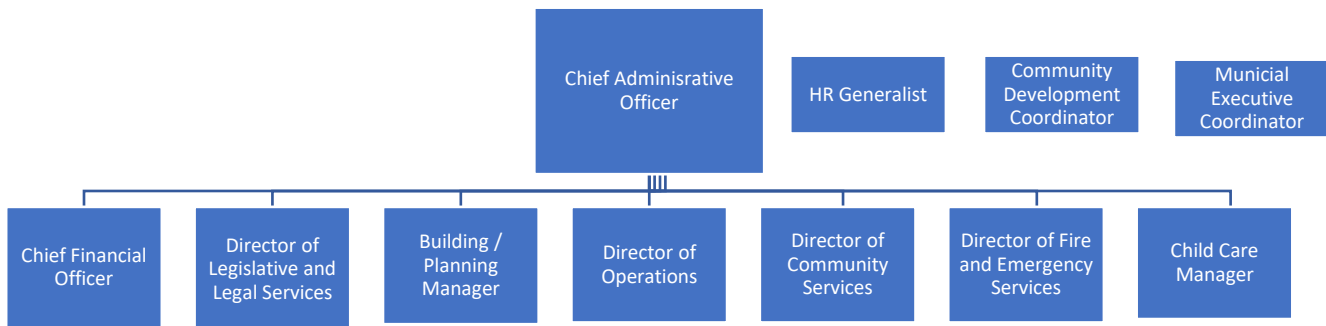 Chief Adminisrative
Officer
HR Generalist
Community
Development
Coordinator
Municial
Executive
Coordinator
Chief Financial
Officer
Director of
Legislative and
Legal Services
Building /
Planning
Manager
Director of
Operations
Director of
Community
Services
Director of Fire
and Emergency
Services
Child Care
Manager